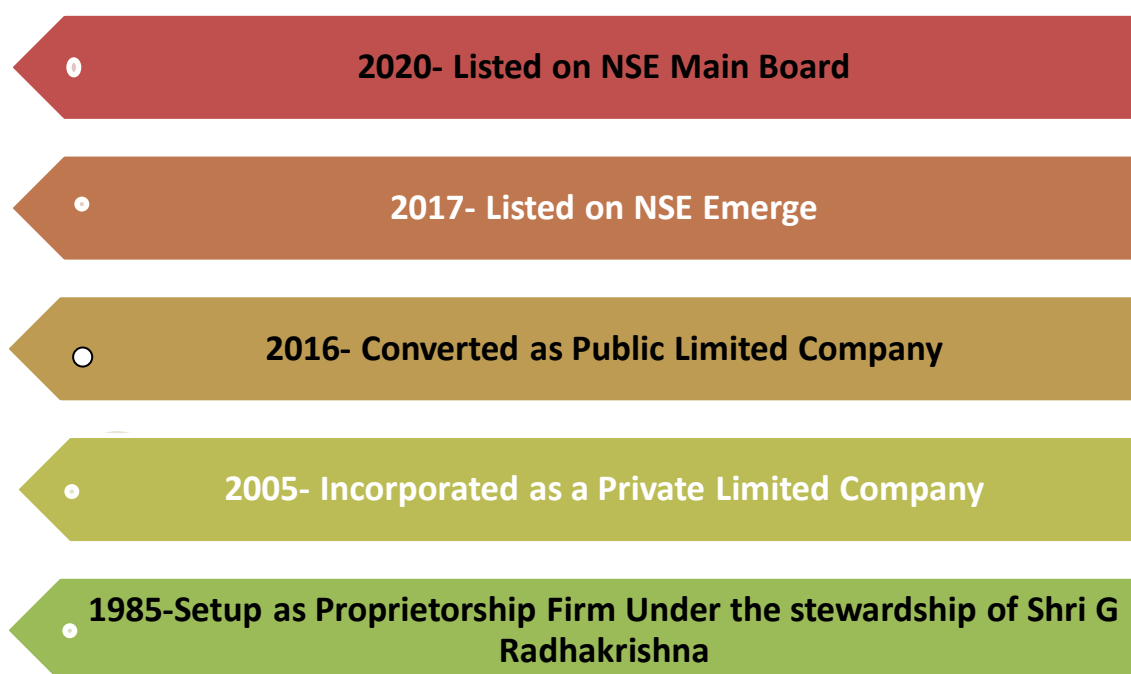 2020- Listed on NSE Main Board
2017- Listed on NSE Emerge
2016- Converted as Public Limited Company
2005- Incorporated as a Private Limited Company
1985-Setup as Proprietorship Firm Under the stewardship of Shri G
Radhakrishna